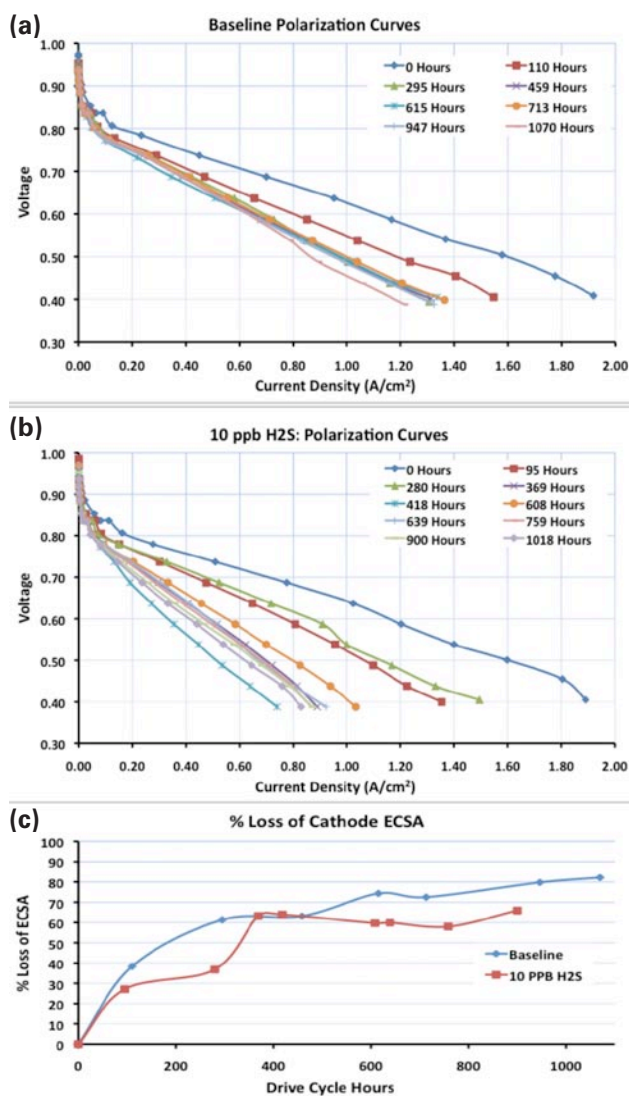 (a)
Baseline Polarization Curves
1.00
0.90
0.80
0.70
0.60
0.50
0.40
0.30
Voltage
0 Hours 110 Hours
295 Hours 459 Hours
615 Hours 713 Hours
947 Hours 1070 Hours
0.00 0.20 0.40 0.60 0.80 1.00 1.20 1.40 1.60 1.80 2.00
Current Density (A/cm²)
(b)
10 ppb H2S: Polarization Curves
1.00
0.90
0.80
0.70
0.60
0.50
0.40
0.30
Voltage
0 Hours 95 Hours
280 Hours 369 Hours
418 Hours 608 Hours
639 Hours 759 Hours
900 Hours 1018 Hours
0.00 0.20 0.40 0.60 0.80 1.00 1.20 1.40 1.60 1.80 2.00
Current Density (A/cm²)
(c)
% Loss of Cathode ECSA
100
90
80
70
60
50
40
30
20
10
0
% Loss of ECSA
Baseline
10 PPB H2S
0 200 400 600 800 1000
Drive Cycle Hours